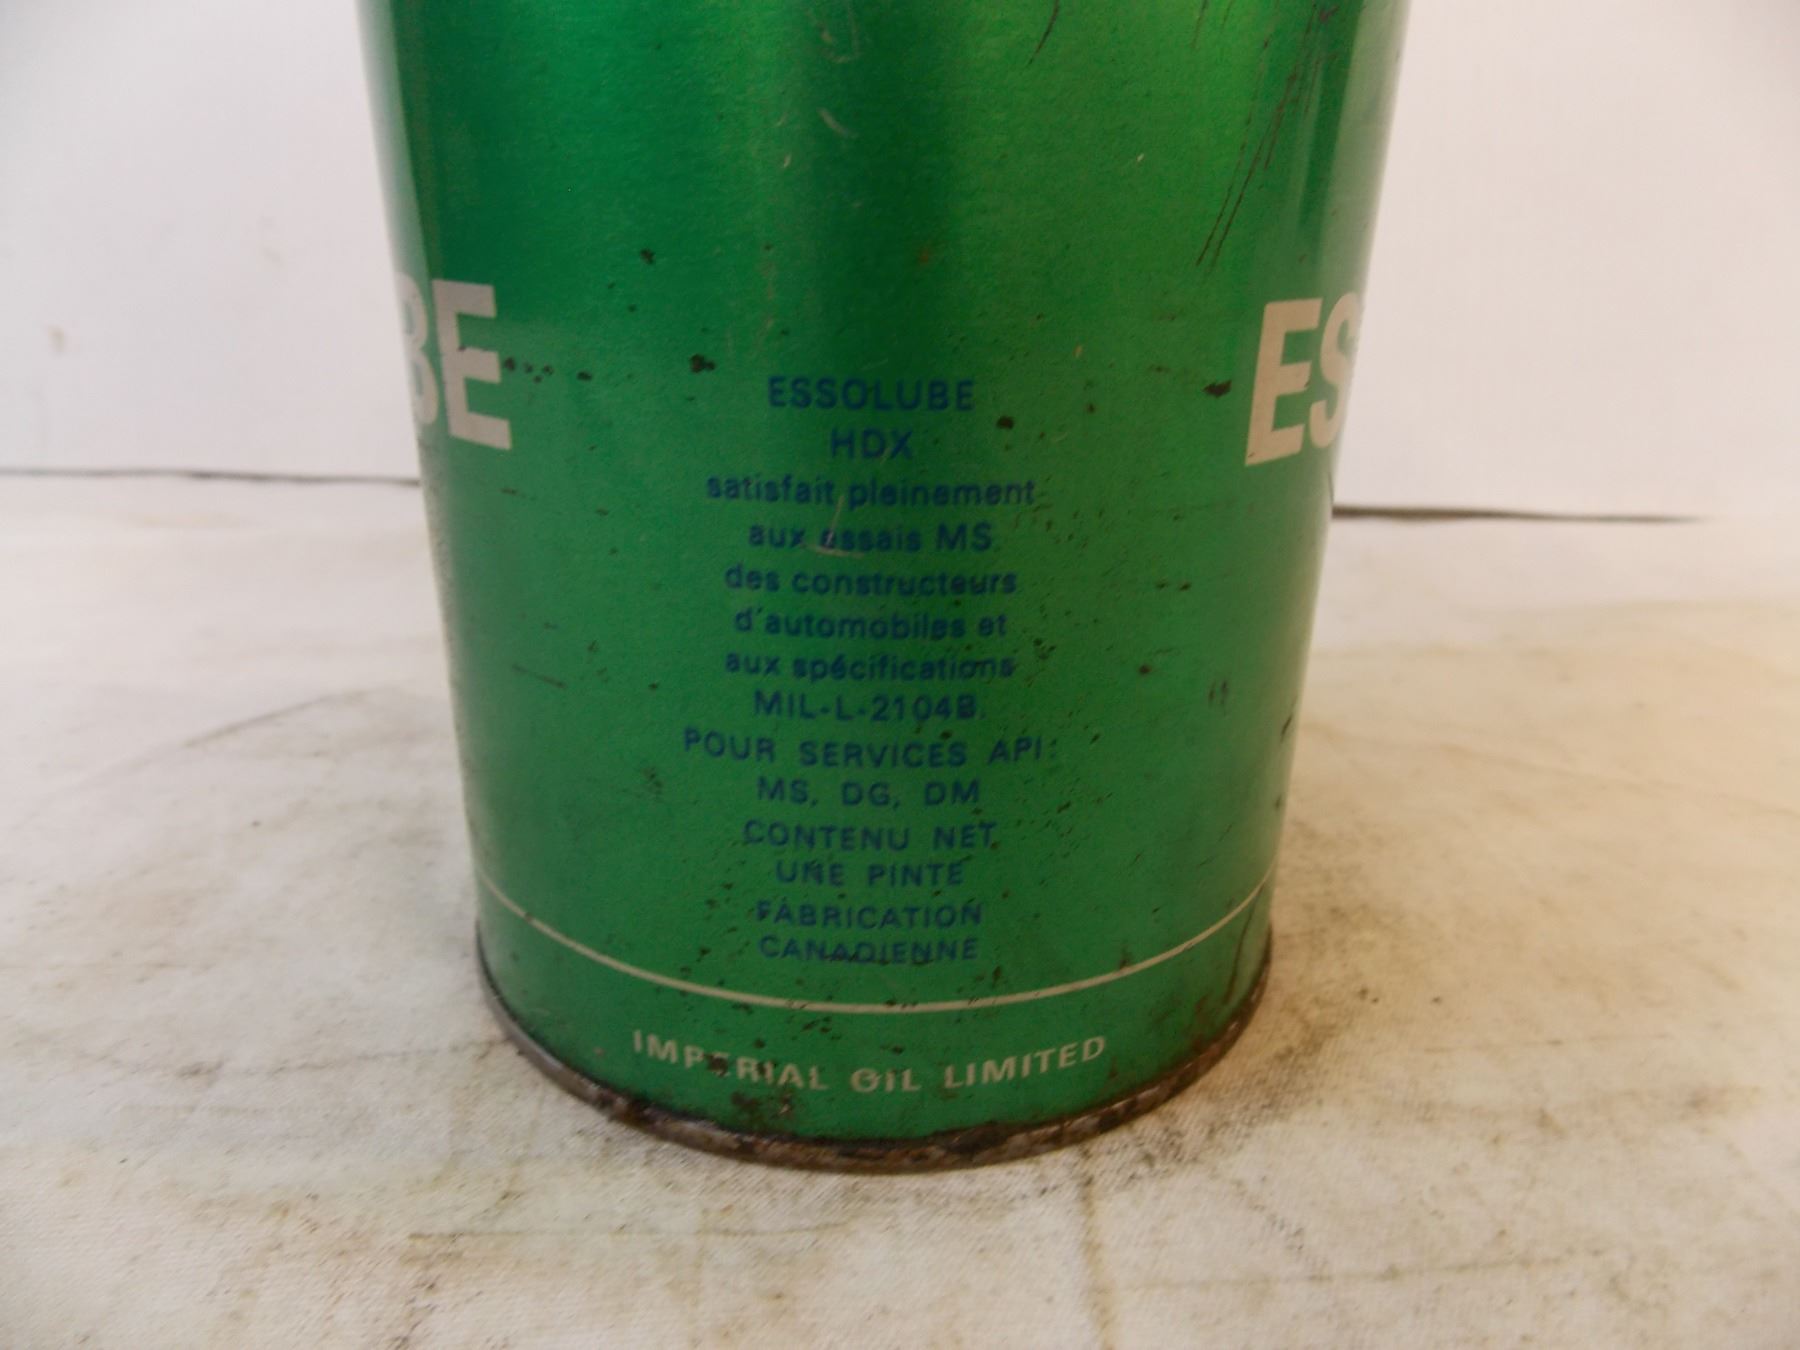 BE
ES
ESSOLUBE
HDX
satisfait pleinement
aux essais MS
des constructeurs
d'automobiles et
aux spécifications
MIL-L-2104B.
POUR SERVICES API:
MS, DG, DM
CONTENU NET
UNE PINTE
FABRICATION
CANADIENNE
IMPERIAL OIL LIMITED